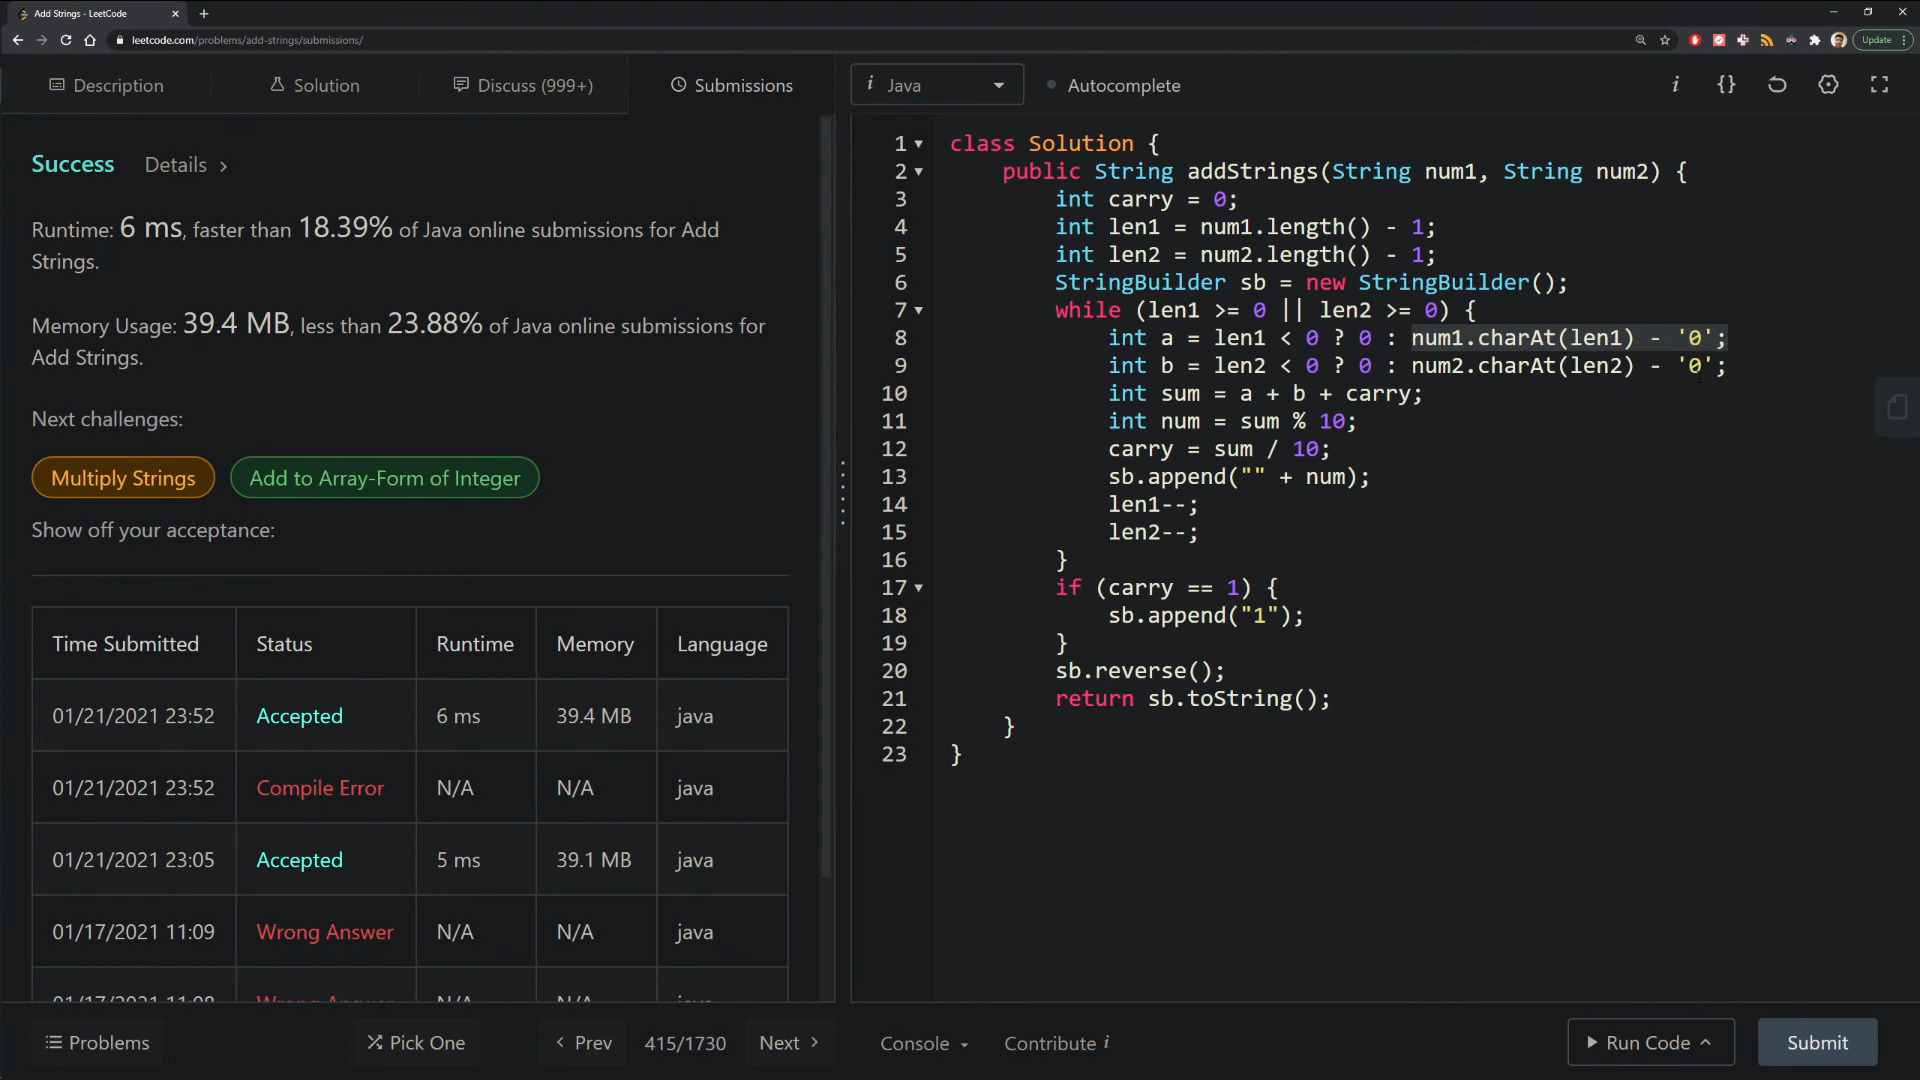 Add Strings - LeetCode
leetcode.com/problems/add-strings/submissions/
Update
Description
Solution
Discuss (999+)
Submissions
i Java
Autocomplete
Success Details
Runtime: 6 ms, faster than 18.39% of Java online submissions for Add
Strings.
Memory Usage: 39.4 MB, less than 23.88% of Java online submissions for
Add Strings.
Next challenges:
Multiply Strings
Add to Array-Form of Integer
Show off your acceptance:
Time Submitted Status Runtime Memory Language
01/21/2021 23:52 Accepted 6 ms 39.4 MB java
01/21/2021 23:52 Compile Error N/A N/A java
01/21/2021 23:05 Accepted 5 ms 39.1 MB java
01/17/2021 11:09 Wrong Answer N/A N/A java
1 class Solution {
2 public String addStrings(String num1, String num2) {
3 int carry = 0;
4 int len1 = num1.length() - 1;
5 int len2 = num2.length() - 1;
6 StringBuilder sb = new StringBuilder();
7 while (len1 >= 0 || len2 >= 0) {
8 int a = len1 < 0 ? 0 : num1.charAt(len1) - '0';
9 int b = len2 < 0 ? 0 : num2.charAt(len2) - '0';
10 int sum = a + b + carry;
11 int num = sum % 10;
12 carry = sum / 10;
13 sb.append("" + num);
14 len1--;
15 len2--;
16 }
17 if (carry == 1) {
18 sb.append("1");
19 }
20 sb.reverse();
21 return sb.toString();
22 }
23 }
Problems
Pick One
Prev
415/1730
Next
Console
Contribute i
Run Code
Submit